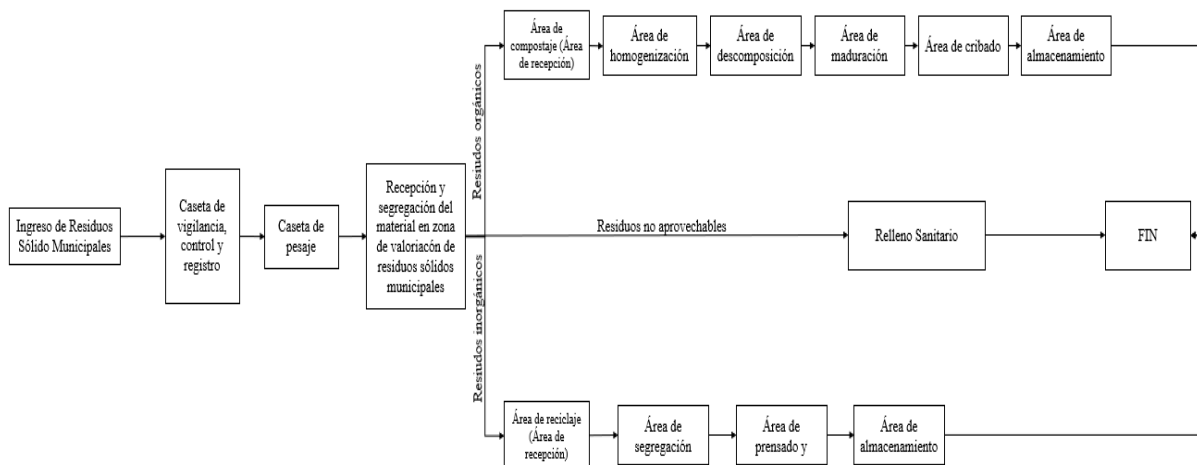 Ingreso de Residuos
Sólido Municipales
Caseta de
vigilancia,
control y
registro
Caseta de
pesaje
Recepción y
segregación del
material en zona
de valoriacón de
residuos sólidos
municipales
Resiudos orgánicos
Área de
compostaje (Área
de recepción)
Área de
homogenización
Área de
descomposición
Área de
maduración
Área de cribado
Área de
almacenamiento
Residuos no aprovechables
Relleno Sanitario
FIN
Resiudos inorgánicos
Área de reciclaje
(Área de
recepción)
Área de
segregación
Área de
prensado y
Área de
almacenamiento